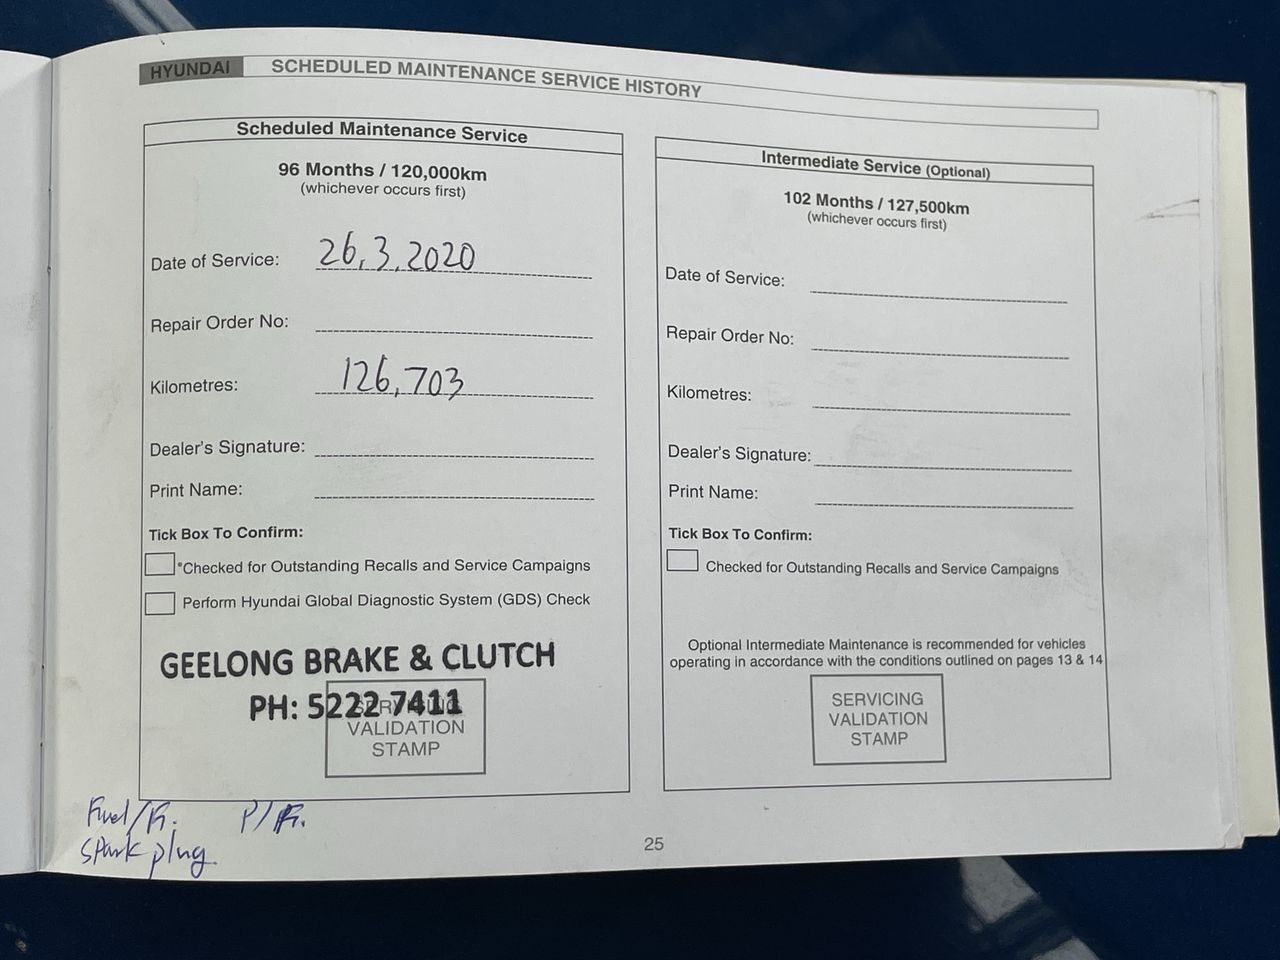 HYUNDAI SCHEDULED MAINTENANCE SERVICE HISTORY
Scheduled Maintenance Service
96 Months / 120,000km
(whichever occurs first)
Date of Service: 26.3.2020
Repair Order No:
Kilometres: 126,703
Dealer's Signature:
Print Name:
Tick Box To Confirm:
*Checked for Outstanding Recalls and Service Campaigns
Perform Hyundai Global Diagnostic System (GDS) Check
GEELONG BRAKE & CLUTCH
PH: 5222 7411
SERVICING
VALIDATION
STAMP
Intermediate Service (Optional)
102 Months / 127,500km
(whichever occurs first)
Date of Service:
Repair Order No:
Kilometres:
Dealer's Signature:
Print Name:
Tick Box To Confirm:
Checked for Outstanding Recalls and Service Campaigns
Optional Intermediate Maintenance is recommended for vehicles
operating in accordance with the conditions outlined on pages 13 & 14
SERVICING
VALIDATION
STAMP
Fuel/
P/
Spark plug.
25